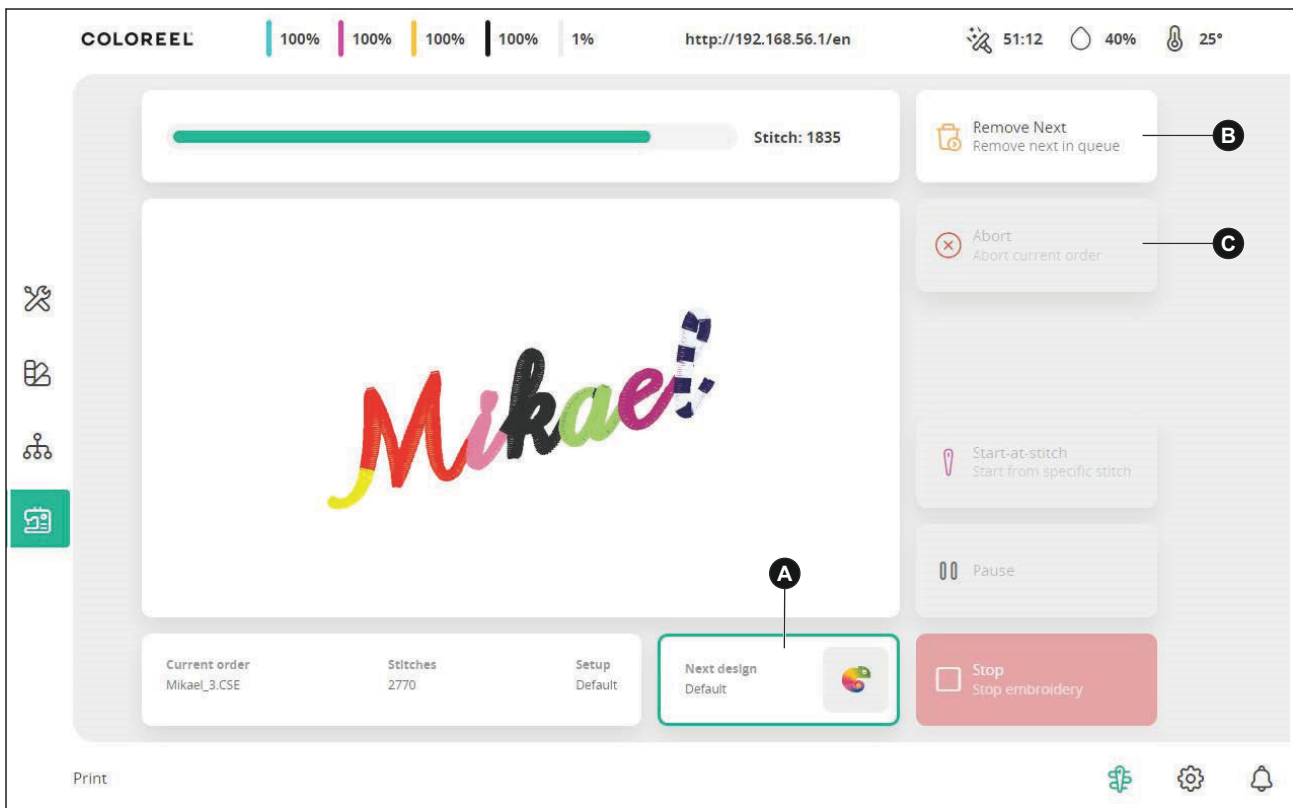 COLOREEL 100% 100% 100% 100% 1% http://192.168.56.1/en 51:12 40% 25°
Stitch: 1835
Remove Next
Remove next in queue
B
Abort
Abort current order
C
Mikael
Start-at-stitch
Start from specific stitch
Pause
A
Current order Stitches Setup
Mikael_3.CSE 2770 Default
Next design
Default
Stop
Stop embroidery
Print